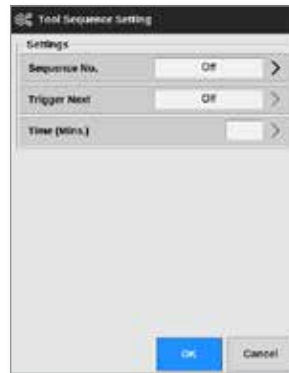 Tool Sequence Setting
Settings
Sequence No. Off
Trigger Next Off
Time (Mins.)
OK Cancel